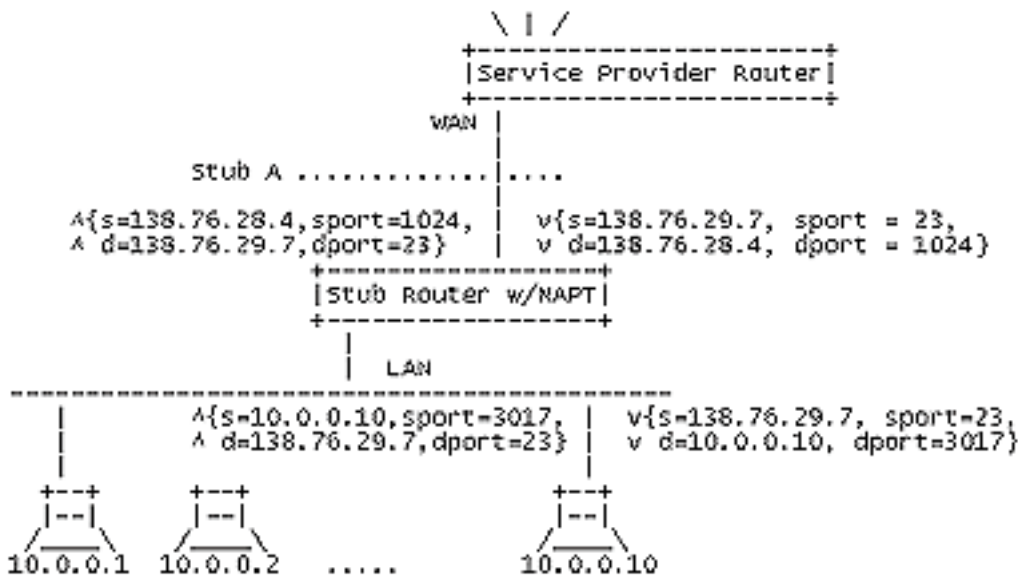 \ | /
+-----------------------+
|Service Provider Router|
+-----------------------+
WAN |
|
Stub A .............|....
|
^{s=138.76.28.4,sport=1024, | v{s=138.76.29.7, sport = 23,
^ d=138.76.29.7,dport=23} | v d=138.76.28.4, dport = 1024}
+------------------+
|Stub Router w/NAPT|
+------------------+
|
| LAN
--------------------------------------------
| ^{s=10.0.0.10,sport=3017, | v{s=138.76.29.7, sport=23,
| ^ d=138.76.29.7,dport=23} | v d=10.0.0.10, dport=3017}
| |
+--+ +--+ +--+
|--| |--| |--|
/____\ /____\ /____\
10.0.0.1 10.0.0.2 ..... 10.0.0.10